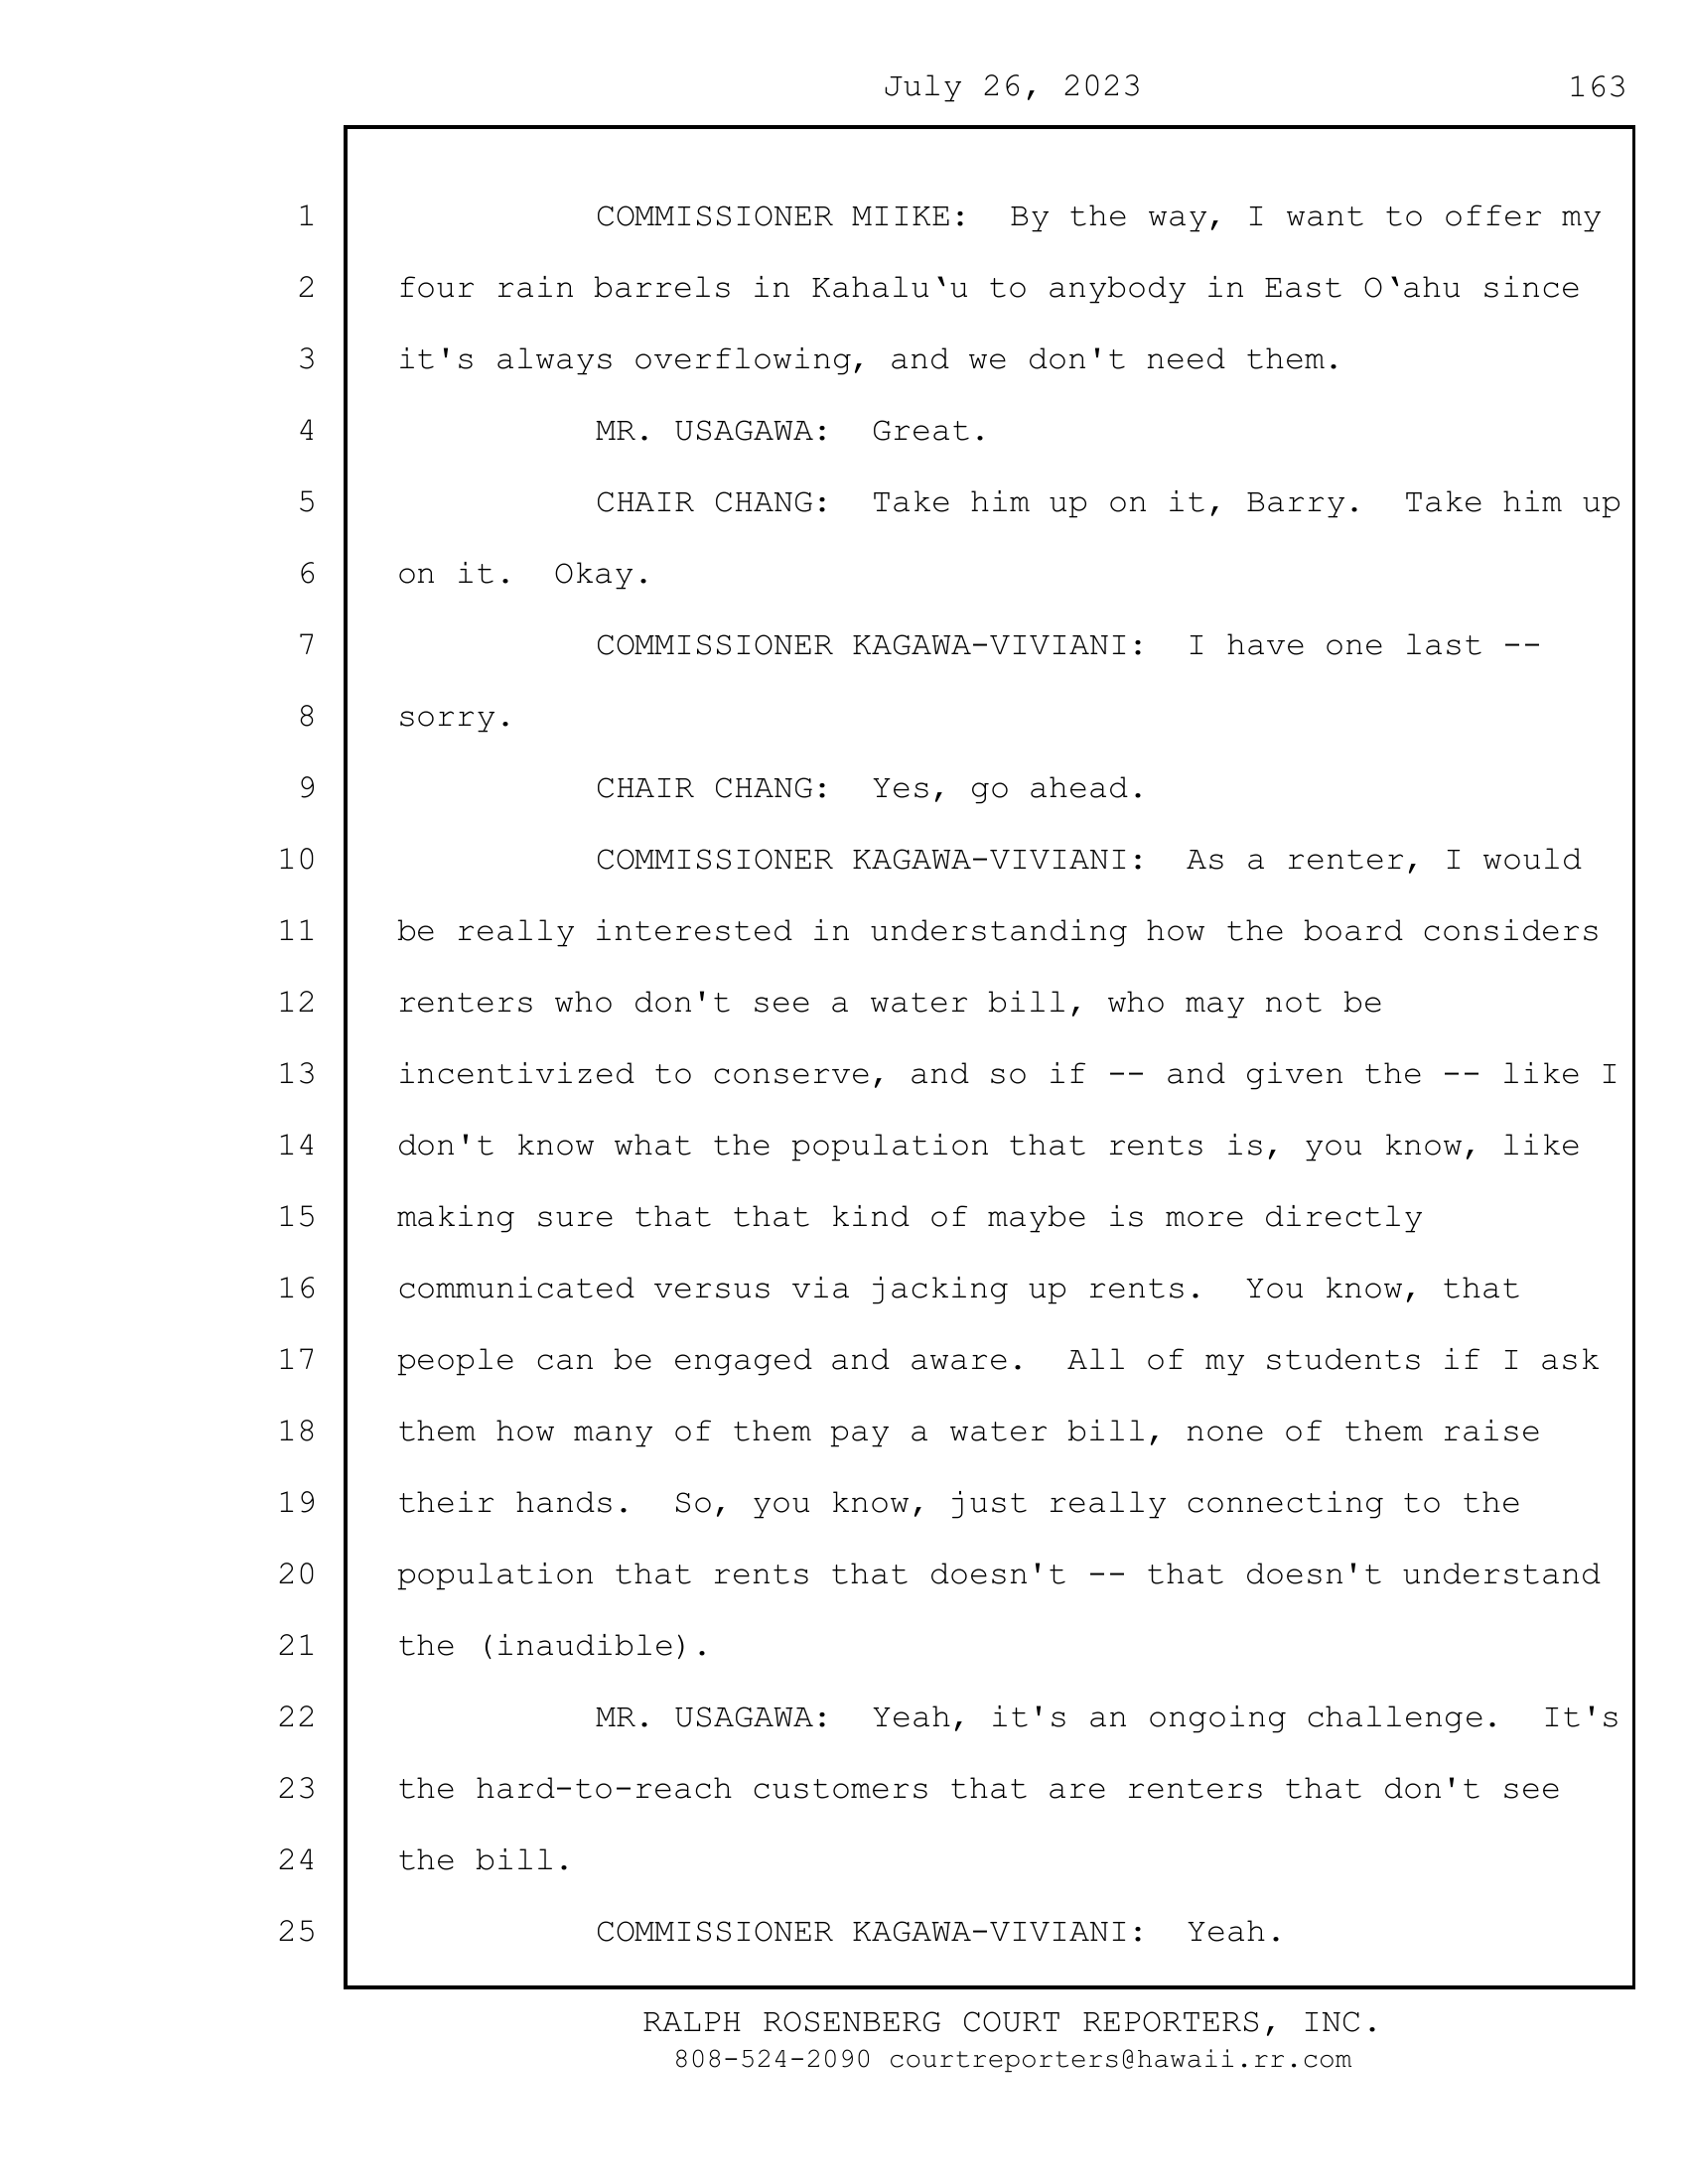 July 26, 2023 163
1 COMMISSIONER MIIKE: By the way, I want to offer my
2 four rain barrels in Kahalu‘u to anybody in East O‘ahu since
3 it's always overflowing, and we don't need them.
4 MR. USAGAWA: Great.
5 CHAIR CHANG: Take him up on it, Barry. Take him up
6 on it. Okay.
7 COMMISSIONER KAGAWA-VIVIANI: I have one last --
8 sorry.
9 CHAIR CHANG: Yes, go ahead.
10 COMMISSIONER KAGAWA-VIVIANI: As a renter, I would
11 be really interested in understanding how the board considers
12 renters who don't see a water bill, who may not be
13 incentivized to conserve, and so if -- and given the -- like I
14 don't know what the population that rents is, you know, like
15 making sure that that kind of maybe is more directly
16 communicated versus via jacking up rents. You know, that
17 people can be engaged and aware. All of my students if I ask
18 them how many of them pay a water bill, none of them raise
19 their hands. So, you know, just really connecting to the
20 population that rents that doesn't -- that doesn't understand
21 the (inaudible).
22 MR. USAGAWA: Yeah, it's an ongoing challenge. It's
23 the hard-to-reach customers that are renters that don't see
24 the bill.
25 COMMISSIONER KAGAWA-VIVIANI: Yeah.
RALPH ROSENBERG COURT REPORTERS, INC.
808-524-2090 courtreporters@hawaii.rr.com